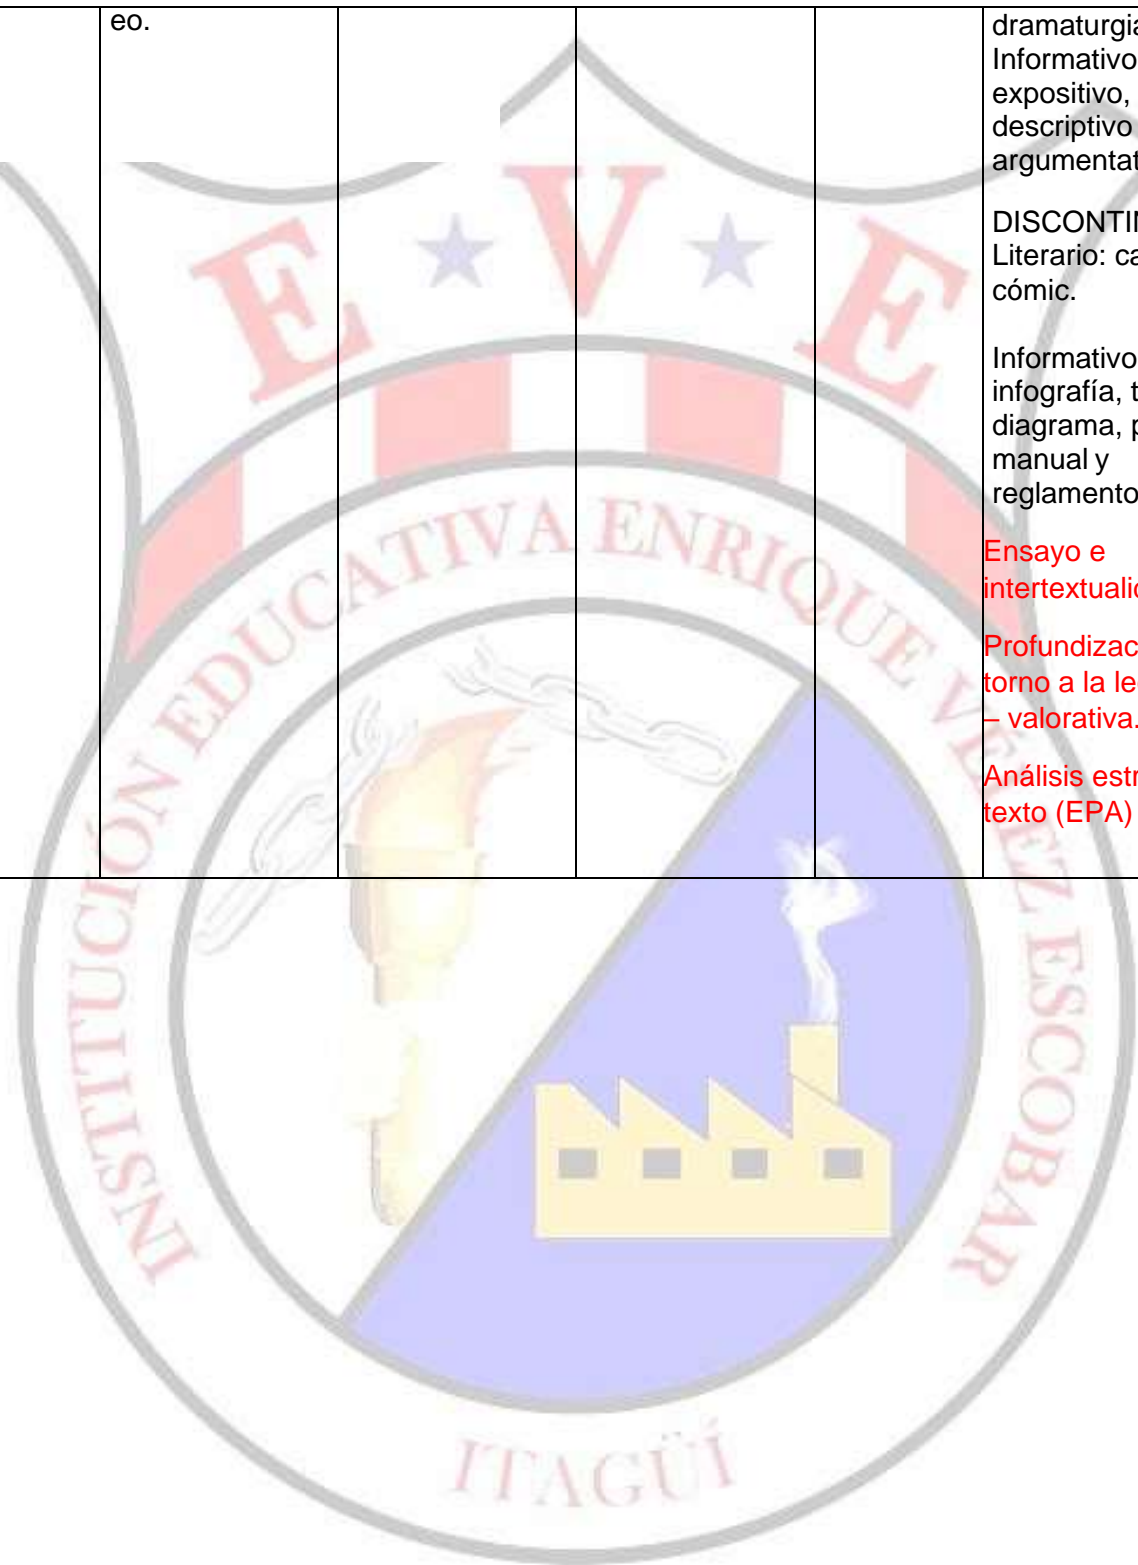 eo.
dramaturgia
Informativo
expositivo,
descriptivo
argumentat
DISCONTI
Literario: ca
cómic.
Informativo
infografía, t
diagrama, p
manual y
reglamento
Ensayo e
intertextuali
Profundizac
torno a la le
– valorativa.
Análisis estr
texto (EPA)
E V E
INSTITUCIÓN EDUCATIVA ENRIQUE VÉLEZ ESCOBAR
ITAGÜÍ